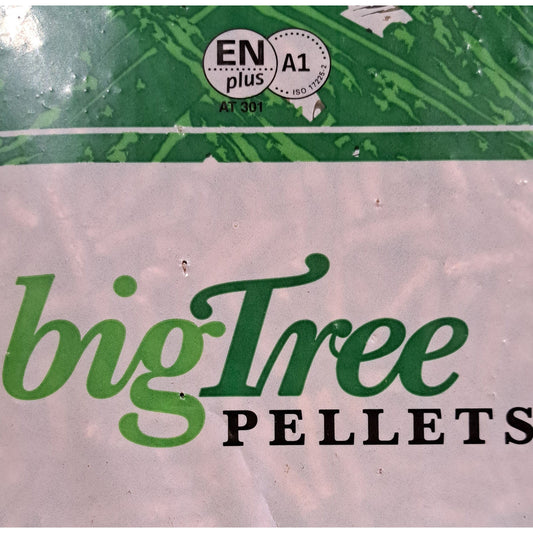 EN
plus
A1
ISO 17225-2
AT 301
bigTree
PELLETS